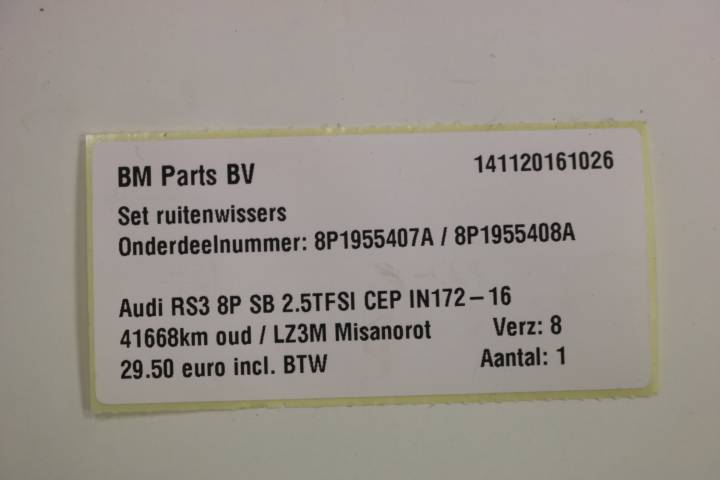 BM Parts BV 141120161026
Set ruitenwissers
Onderdeelnummer: 8P1955407A / 8P1955408A
Audi RS3 8P SB 2.5TFSI CEP IN172-16
41668km oud / LZ3M Misanorot Verz: 8
29.50 euro incl. BTW Aantal: 1